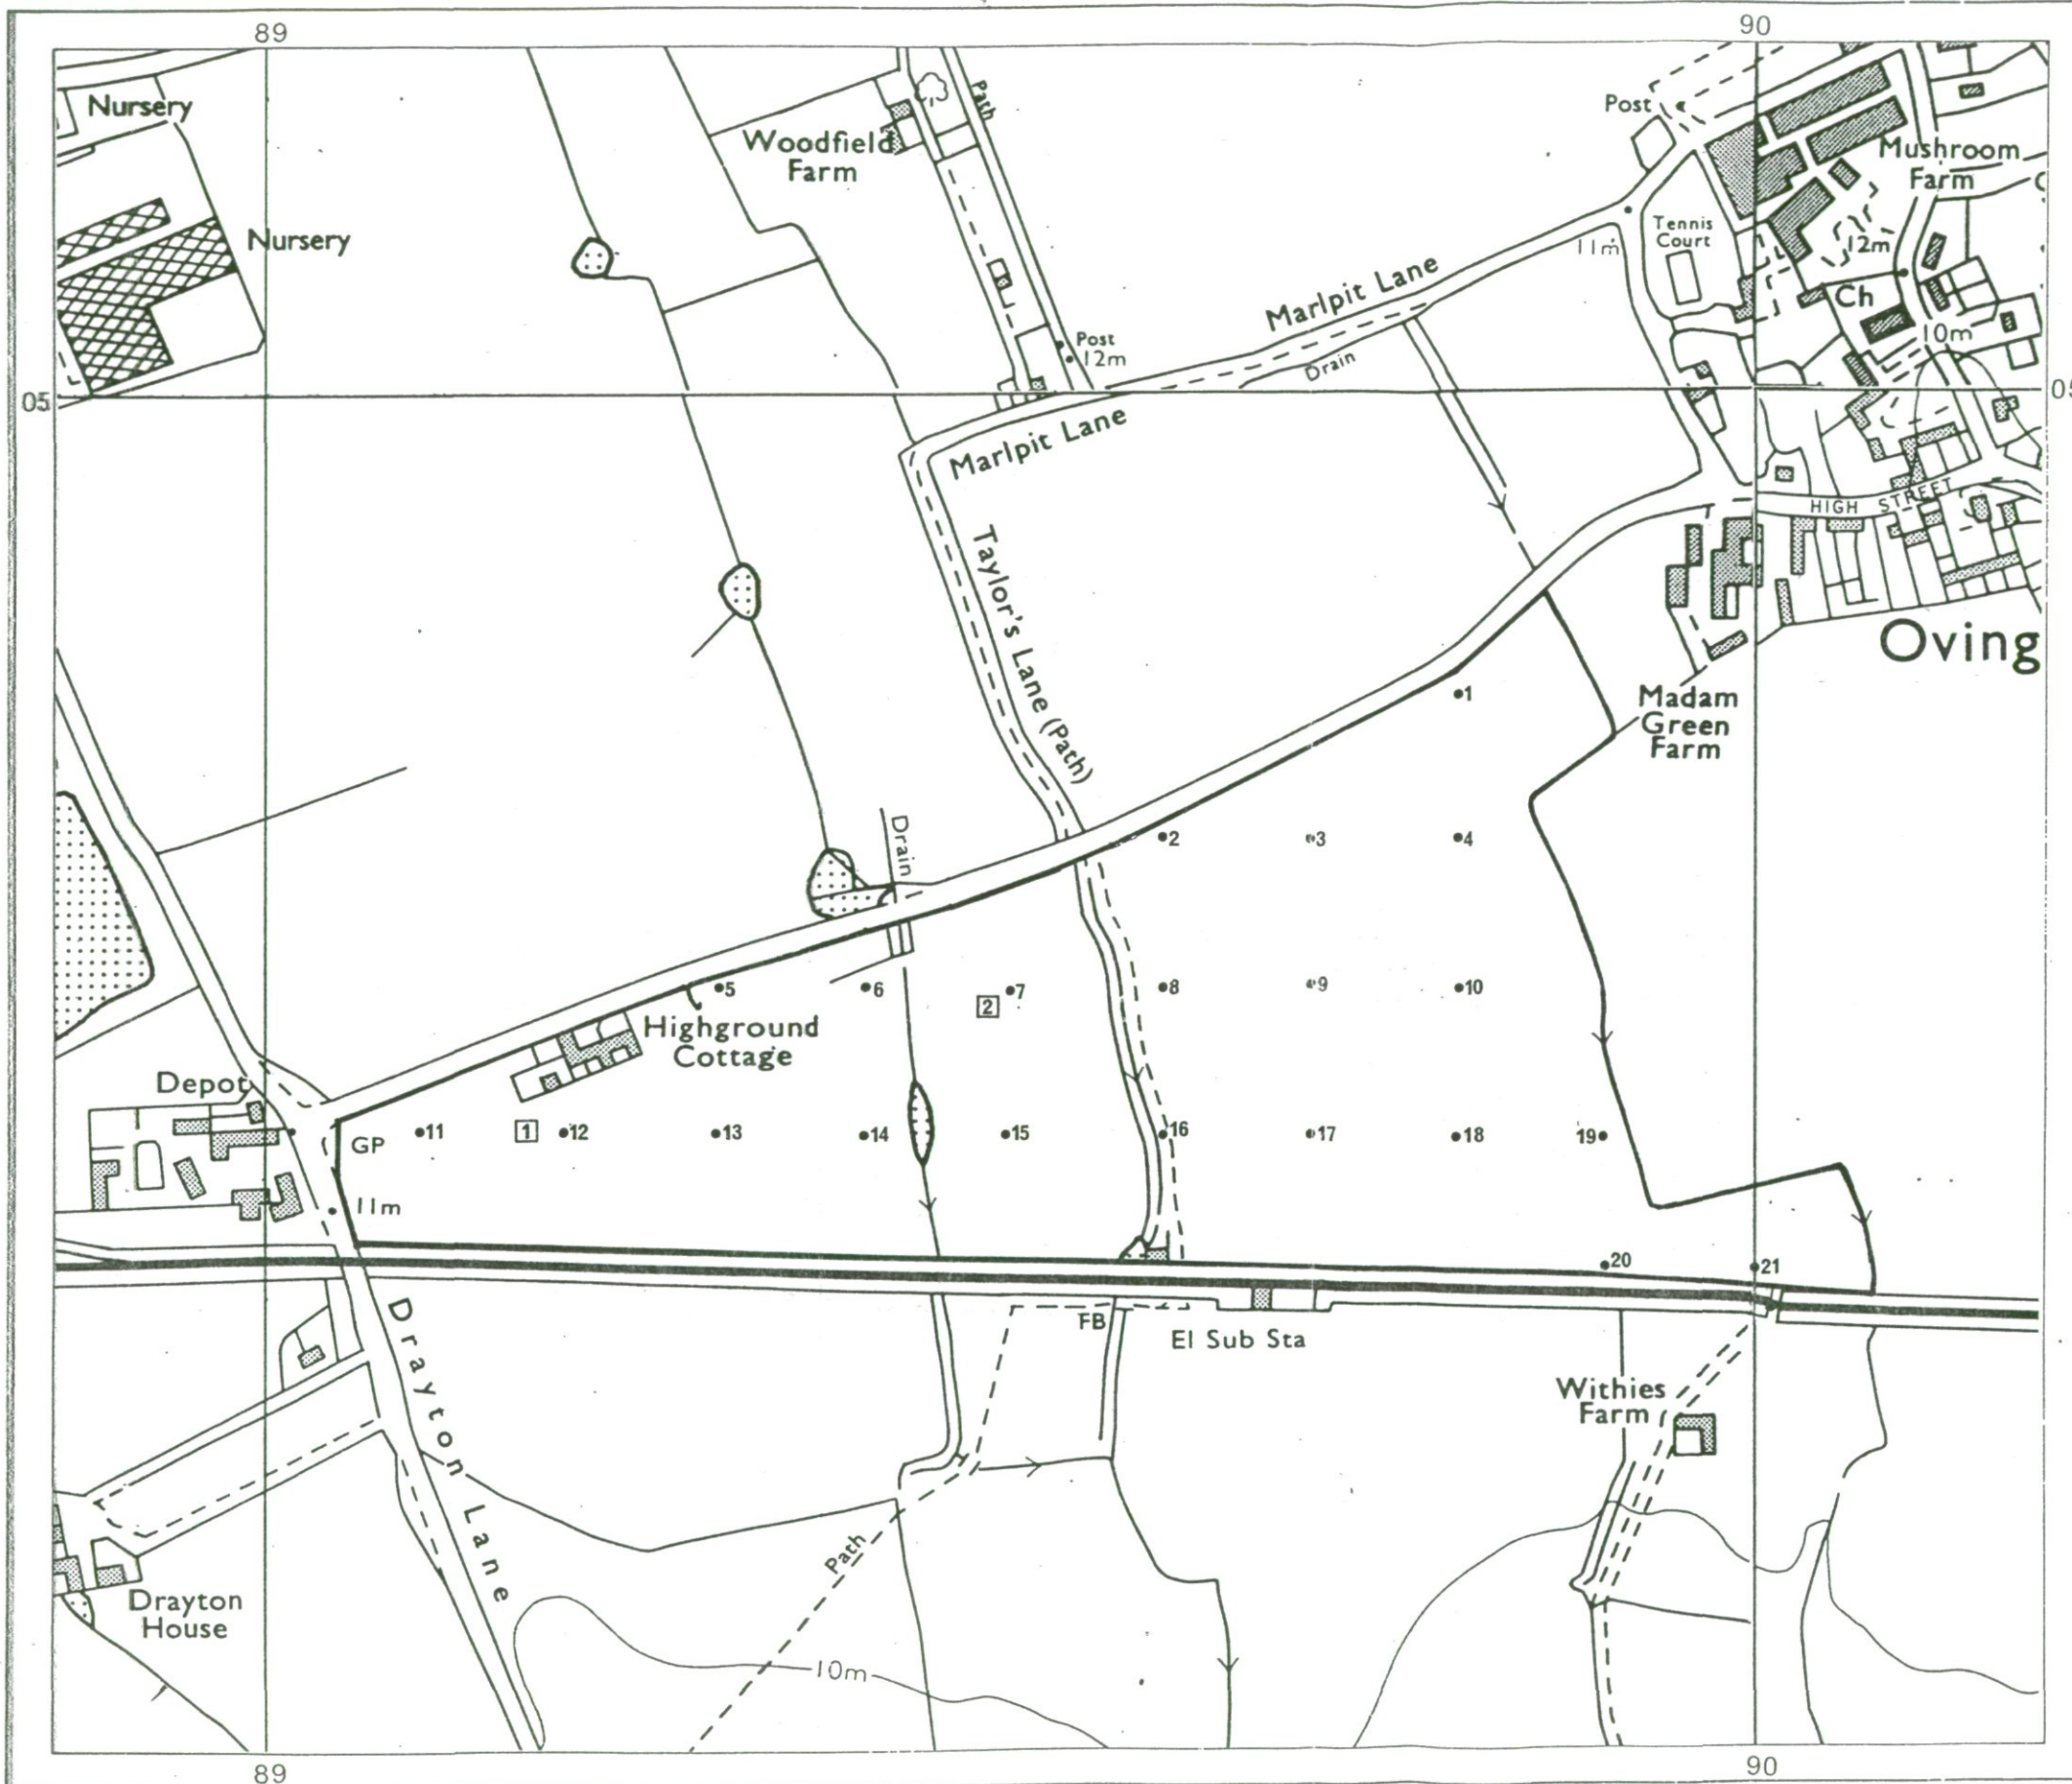 89
90
Nursery
Path
Woodfield
Farm
Post
Mushroom
Farm
Nursery
Tennis
Court
11m
12m
Marlpit Lane
Ch
10m
Post
12m
Drain
05
Marlpit Lane
HIGH STREET
Taylor's Lane (Path)
Oving
•1
Madam
Green
Farm
Drain
•2
•3
•4
•5
•6
•7
2
•8
•9
•10
Highground
Cottage
Depot
GP
•11
1
•12
•13
•14
•15
•16
•17
•18
19•
11m
•20
•21
Drayton Lane
FB
El Sub Sta
Withies
Farm
Path
Drayton
House
10m
89
90